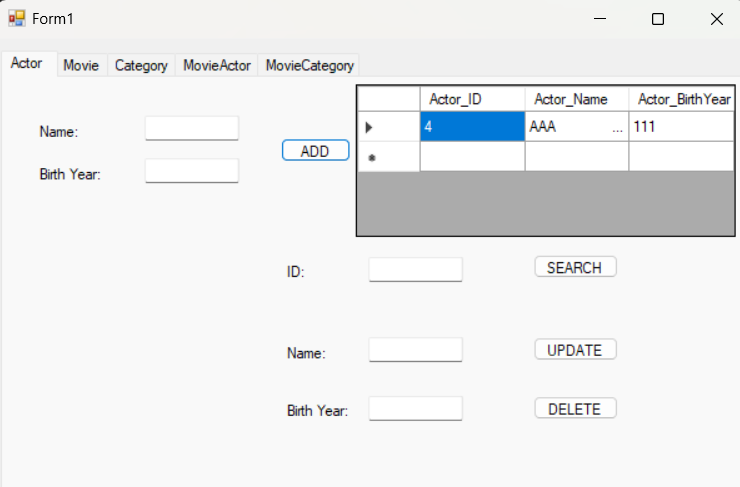 Form1
Actor Movie Category MovieActor MovieCategory
Actor_ID Actor_Name Actor_BirthYear
4 AAA ... 111
Name:
ADD
Birth Year:
ID: SEARCH
Name: UPDATE
Birth Year: DELETE